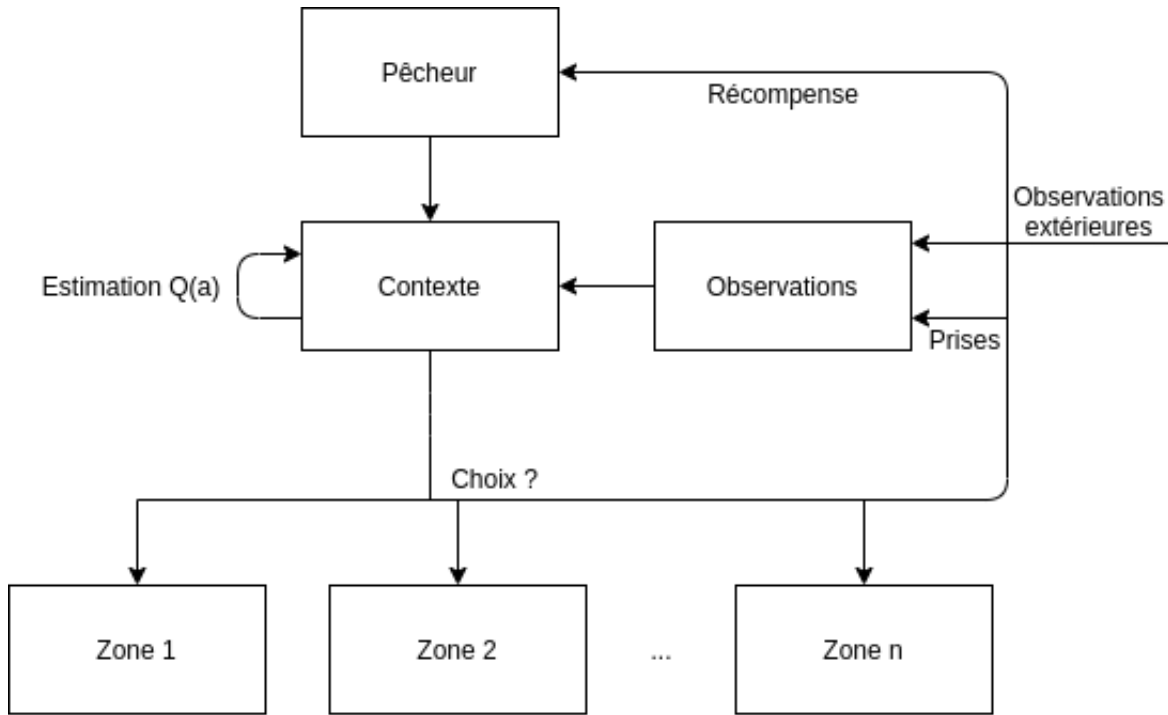 Pêcheur
Récompense
Observations
extérieures
Estimation Q(a)
Contexte
Observations
Prises
Choix ?
Zone 1
Zone 2
...
Zone n